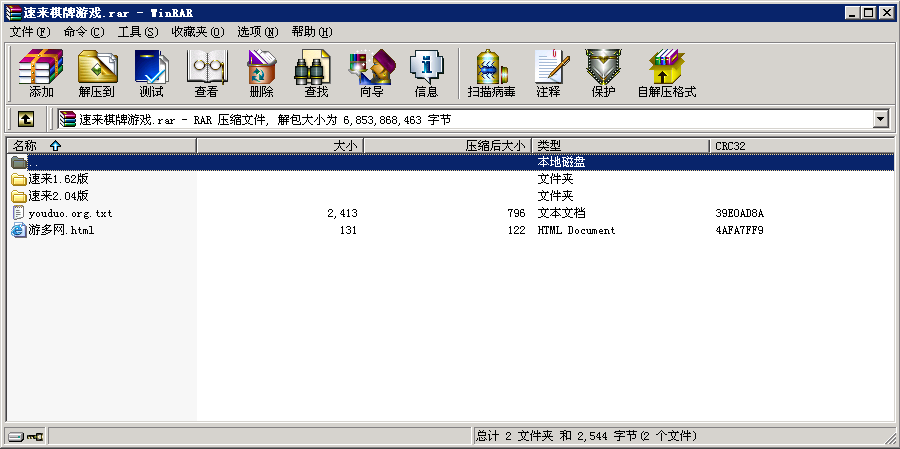 速来棋牌游戏.rar - WinRAR
文件(F) 命令(C) 工具(S) 收藏夹(O) 选项(N) 帮助(H)
添加 解压到 测试 查看 删除 查找 向导 信息 扫描病毒 注释 保护 自解压格式
速来棋牌游戏.rar - RAR 压缩文件, 解包大小为 6,853,868,463 字节
名称 大小 压缩后大小 类型 CRC32
.. 本地磁盘
速来1.62版 文件夹
速来2.04版 文件夹
youduo.org.txt 2,413 796 文本文档 39E0AD8A
游多网.html 131 122 HTML Document 4AFA7FF9
总计 2 文件夹 和 2,544 字节(2 个文件)